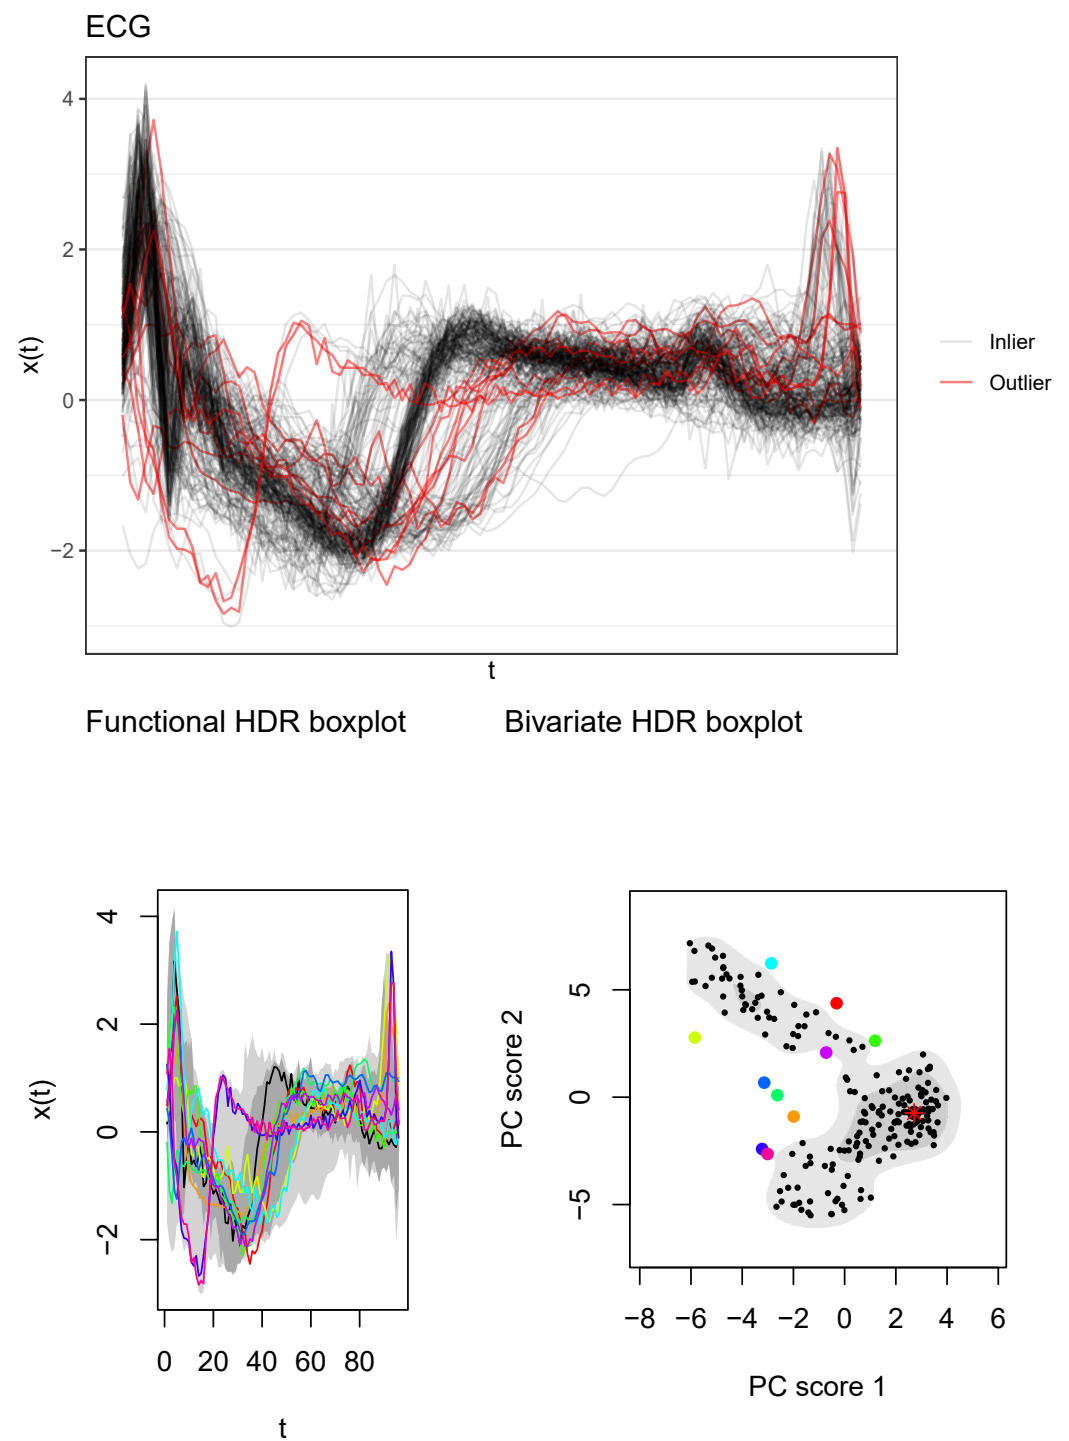 ECG
4
2
0
−2
x(t)
t
Inlier
Outlier
Functional HDR boxplot
Bivariate HDR boxplot
4
2
0
−2
x(t)
0 20 40 60 80
t
5
0
−5
PC score 2
−8 −6 −4 −2 0 2 4 6
PC score 1